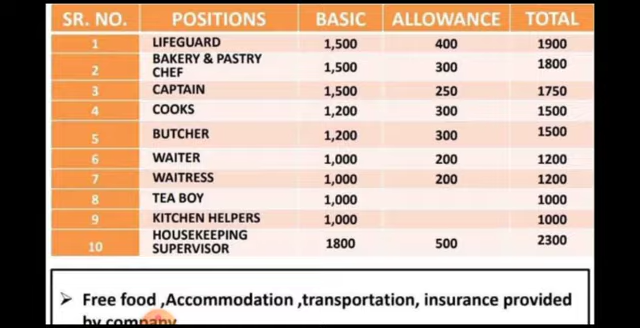 SR. NO. POSITIONS BASIC ALLOWANCE TOTAL
1 LIFEGUARD 1,500 400 1900
2 BAKERY & PASTRY CHEF 1,500 300 1800
3 CAPTAIN 1,500 250 1750
4 COOKS 1,200 300 1500
5 BUTCHER 1,200 300 1500
6 WAITER 1,000 200 1200
7 WAITRESS 1,000 200 1200
8 TEA BOY 1,000 1000
9 KITCHEN HELPERS 1,000 1000
10 HOUSEKEEPING SUPERVISOR 1800 500 2300
➢ Free food ,Accommodation ,transportation, insurance provided
by company